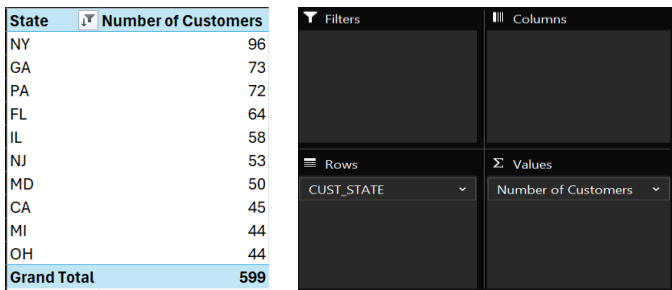 State Number of Customers
NY 96
GA 73
PA 72
FL 64
IL 58
NJ 53
MD 50
CA 45
MI 44
OH 44
Grand Total 599
Filters
Columns
Rows
CUST_STATE
Σ Values
Number of Customers